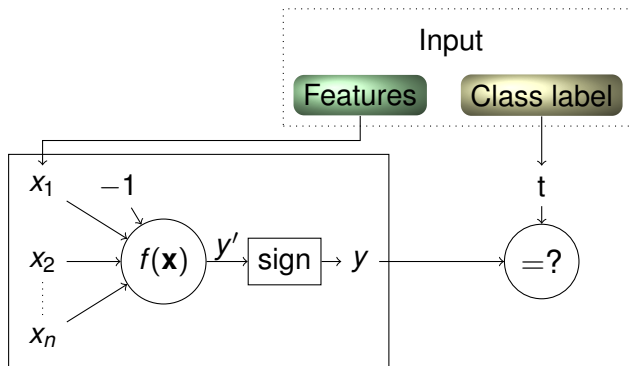 Input
Features
Class label
x₁
−1
t
x₂
f(x)
y′
sign
y
=?
xₙ